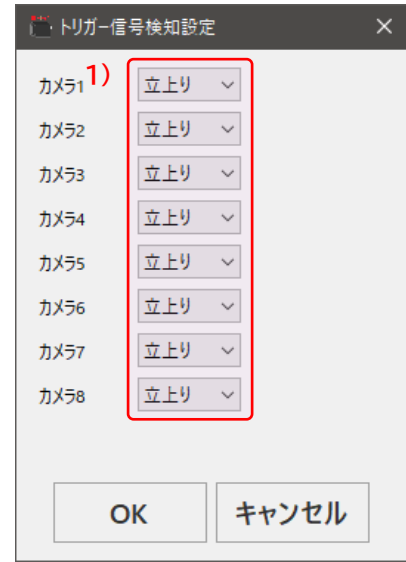 トリガー信号検知設定
1)
カメラ1 立上り
カメラ2 立上り
カメラ3 立上り
カメラ4 立上り
カメラ5 立上り
カメラ6 立上り
カメラ7 立上り
カメラ8 立上り
OK キャンセル